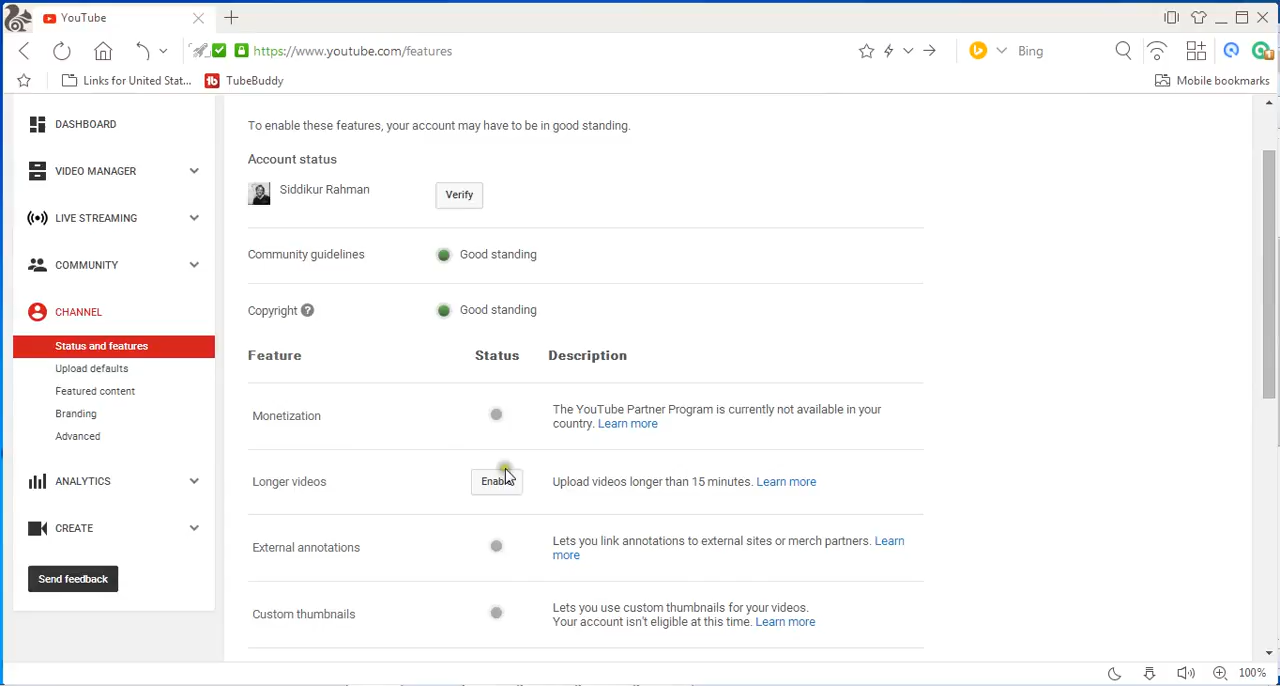 YouTube
https://www.youtube.com/features
Bing
Links for United Stat...
TubeBuddy
Mobile bookmarks
DASHBOARD
VIDEO MANAGER
LIVE STREAMING
COMMUNITY
CHANNEL
Status and features
Upload defaults
Featured content
Branding
Advanced
ANALYTICS
CREATE
Send feedback
To enable these features, your account may have to be in good standing.
Account status
Siddikur Rahman
Verify
Community guidelines
Good standing
Copyright ?
Good standing
Feature Status Description
Monetization
The YouTube Partner Program is currently not available in your
country. Learn more
Longer videos
Enable
Upload videos longer than 15 minutes. Learn more
External annotations
Lets you link annotations to external sites or merch partners. Learn
more
Custom thumbnails
Lets you use custom thumbnails for your videos.
Your account isn't eligible at this time. Learn more
100%